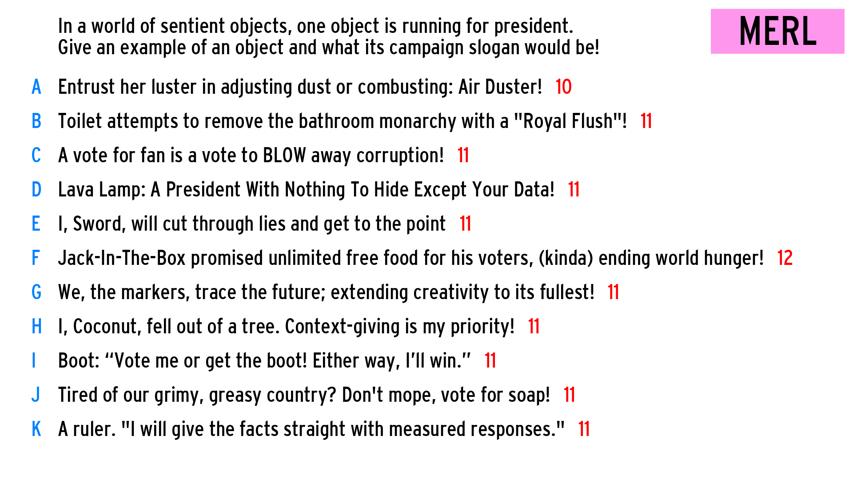 In a world of sentient objects, one object is running for president.
Give an example of an object and what its campaign slogan would be!
MERL
A Entrust her luster in adjusting dust or combusting: Air Duster! 10
B Toilet attempts to remove the bathroom monarchy with a "Royal Flush"! 11
C A vote for fan is a vote to BLOW away corruption! 11
D Lava Lamp: A President With Nothing To Hide Except Your Data! 11
E I, Sword, will cut through lies and get to the point 11
F Jack-In-The-Box promised unlimited free food for his voters, (kinda) ending world hunger! 12
G We, the markers, trace the future; extending creativity to its fullest! 11
H I, Coconut, fell out of a tree. Context-giving is my priority! 11
I Boot: “Vote me or get the boot! Either way, I’ll win.” 11
J Tired of our grimy, greasy country? Don't mope, vote for soap! 11
K A ruler. "I will give the facts straight with measured responses." 11